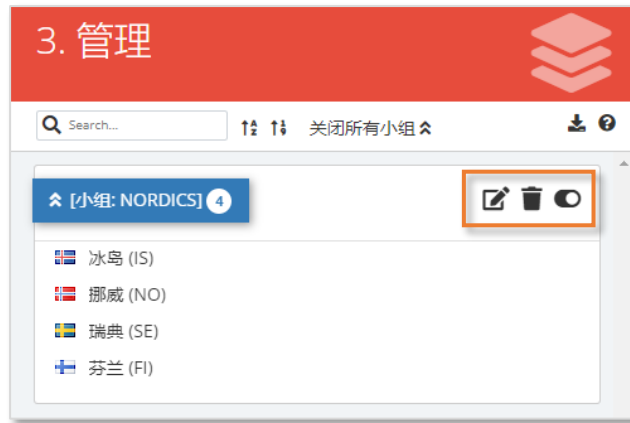 3. 管理
Search... 关闭所有小组
[小组: NORDICS] 4
冰岛 (IS)
挪威 (NO)
瑞典 (SE)
芬兰 (FI)